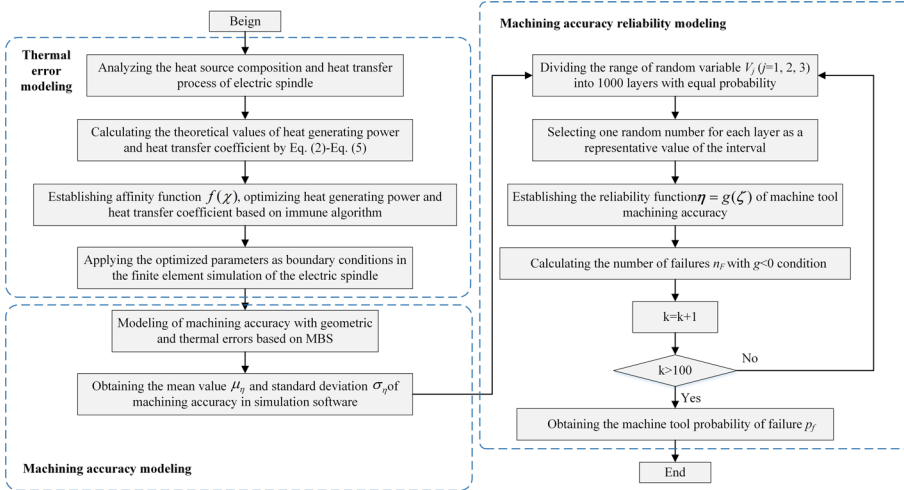 Beign
Thermal
error
modeling
Analyzing the heat source composition and heat transfer
process of electric spindle
Calculating the theoretical values of heat generating power
and heat transfer coefficient by Eq. (2)-Eq. (5)
Establishing affinity function f(χ), optimizing heat generating power and
heat transfer coefficient based on immune algorithm
Applying the optimized parameters as boundary conditions in
the finite element simulation of the electric spindle
Modeling of machining accuracy with geometric
and thermal errors based on MBS
Obtaining the mean value μ_η and standard deviation σ_η of
machining accuracy in simulation software
Machining accuracy modeling
Machining accuracy reliability modeling
Dividing the range of random variable V_j (j=1, 2, 3)
into 1000 layers with equal probability
Selecting one random number for each layer as a
representative value of the interval
Establishing the reliability function η = g(ζ) of machine tool
machining accuracy
Calculating the number of failures n_F with g<0 condition
k=k+1
k>100
No
Yes
Obtaining the machine tool probability of failure p_f
End